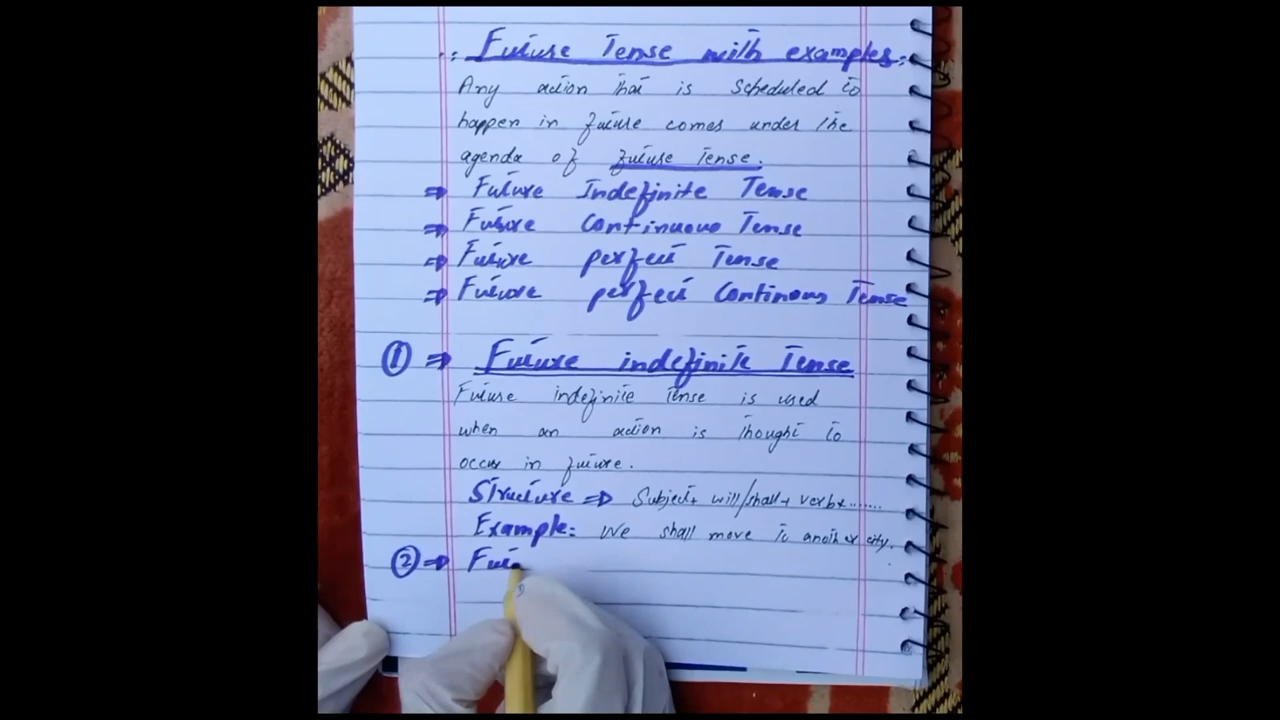 Future Tense with examples:
Any action that is scheduled to
happen in future comes under the
agenda of future tense.
⇒ Future Indefinite Tense
⇒ Future Continuous Tense
⇒ Future perfect Tense
⇒ Future perfect Continous Tense
① ⇒ Future indefinite Tense
Future indefinite tense is used
when an action is thought to
occur in future.
Structure ⇒ Subject+ will/shall+ verb+.......
Example: We shall move to another city.
② ⇒ Futu